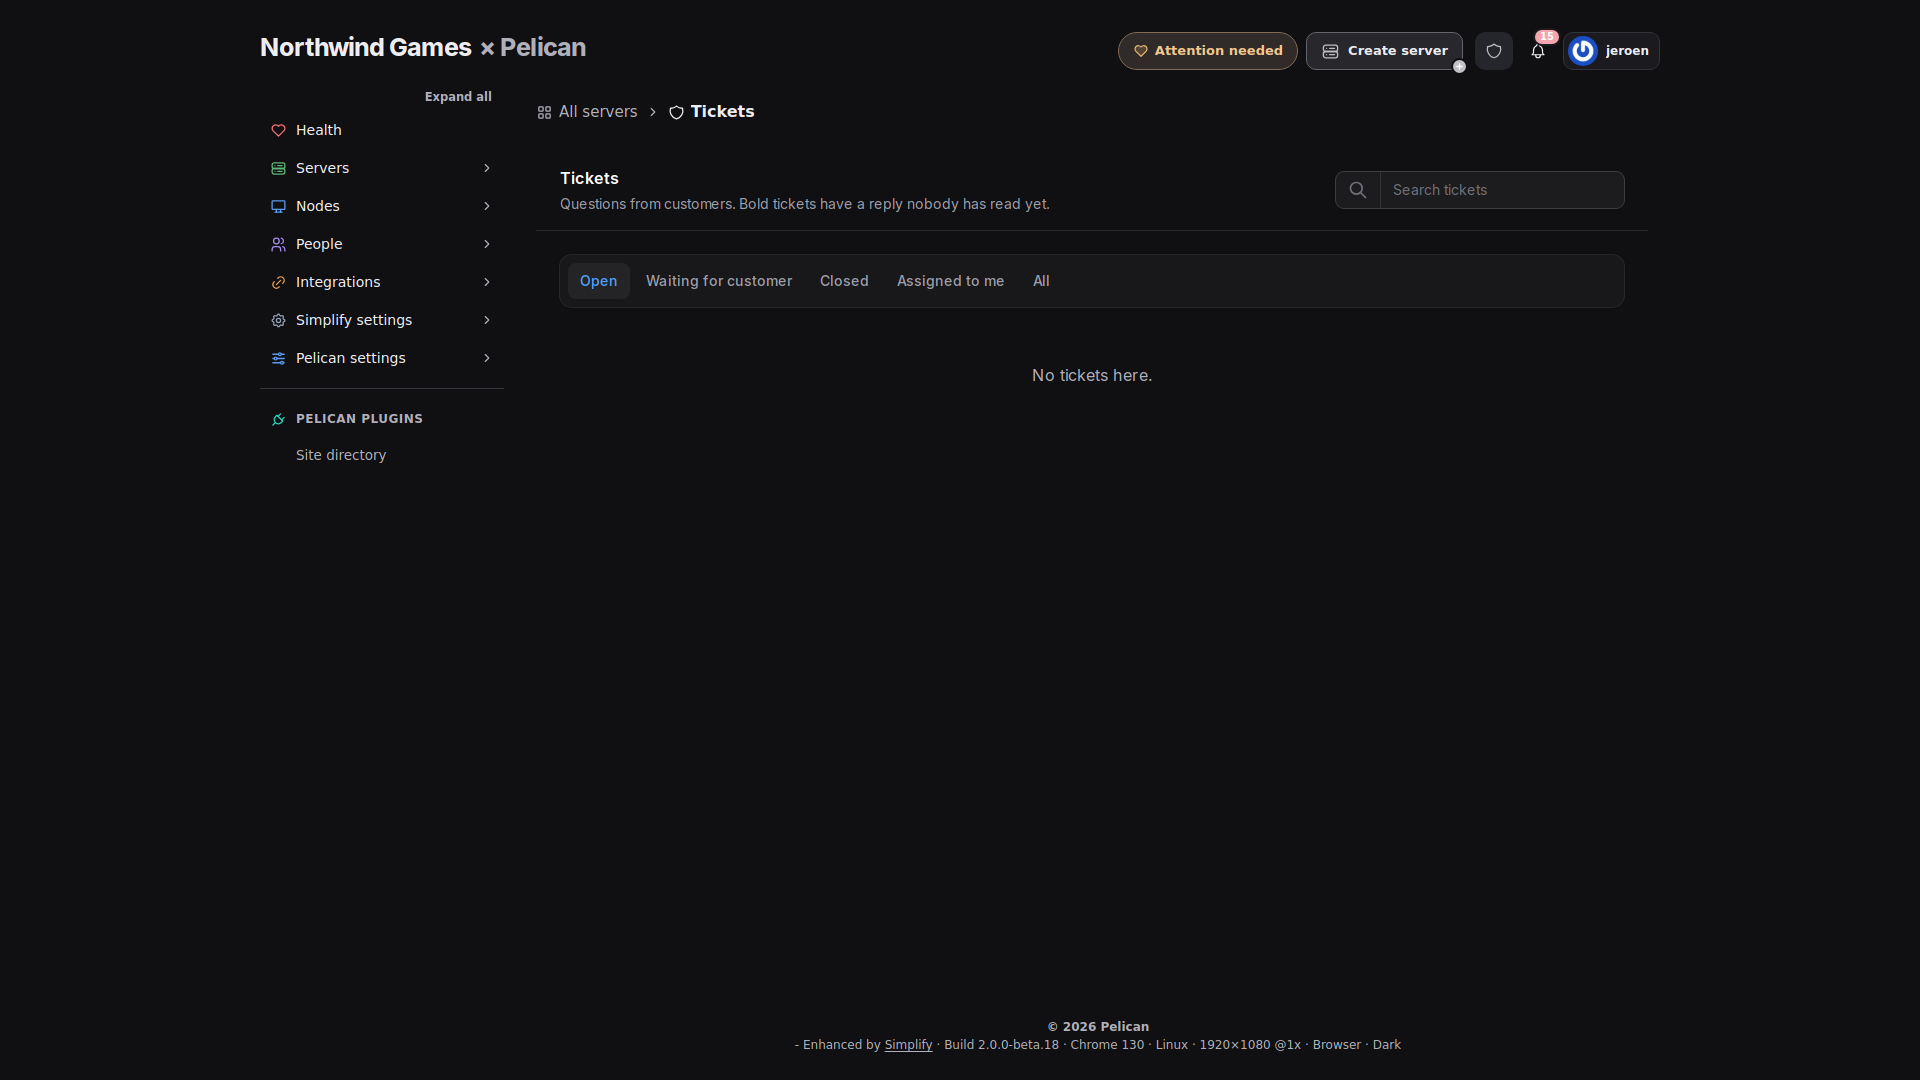 Northwind Games × Pelican
Attention needed
Create server
15
jeroen
Expand all
Health
Servers
Nodes
People
Integrations
Simplify settings
Pelican settings
PELICAN PLUGINS
Site directory
All servers
Tickets
Tickets
Questions from customers. Bold tickets have a reply nobody has read yet.
Search tickets
Open
Waiting for customer
Closed
Assigned to me
All
No tickets here.
© 2026 Pelican
- Enhanced by Simplify · Build 2.0.0-beta.18 · Chrome 130 · Linux · 1920×1080 @1x · Browser · Dark